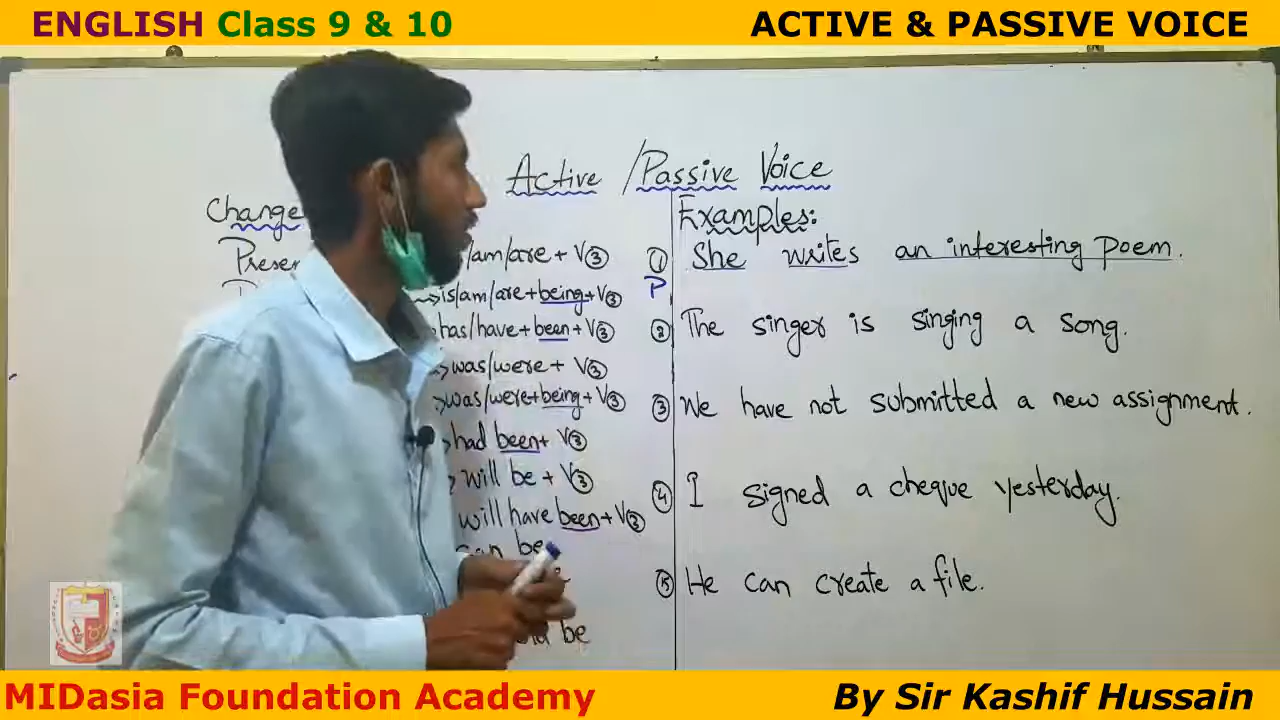 ENGLISH Class 9 & 10
ACTIVE & PASSIVE VOICE
Active / Passive Voice
Change
Presen
/am/are + V③
is/am/are+being+V③
has/have + been + V③
was/were + V③
was/were+being+V③
had been+ V③
will be + V③
will have been+V③
can be
be
Examples:
① She writes an interesting poem.
P
② The singer is singing a song.
③ We have not submitted a new assignment.
④ I signed a cheque yesterday.
⑤ He can create a file.
MIDasia Foundation Academy
By Sir Kashif Hussain